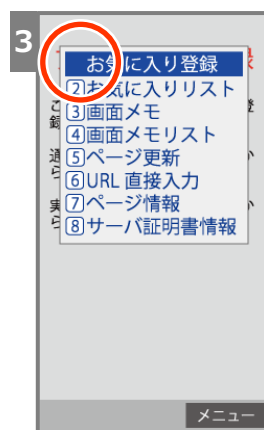 3
お気に入り登録
2お気に入りリスト
3画面メモ
4画面メモリスト
5ページ更新
6URL 直接入力
7ページ情報
8サーバ証明書情報
メニュー